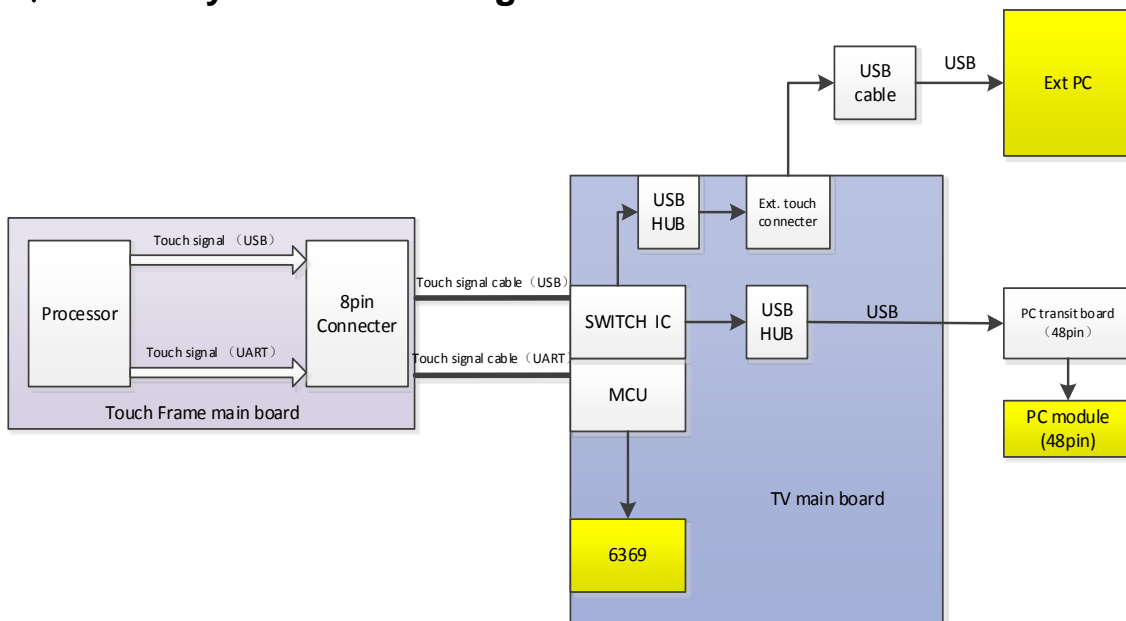 USB
cable
USB
Ext PC
USB
HUB
Ext. touch
connecter
Touch signal （USB）
Processor
8pin
Connecter
Touch signal （UART）
Touch Frame main board
Touch signal cable（USB）
Touch signal cable（UART）
SWITCH IC
USB
HUB
USB
PC transit board
（48pin）
MCU
PC module
(48pin)
TV main board
6369